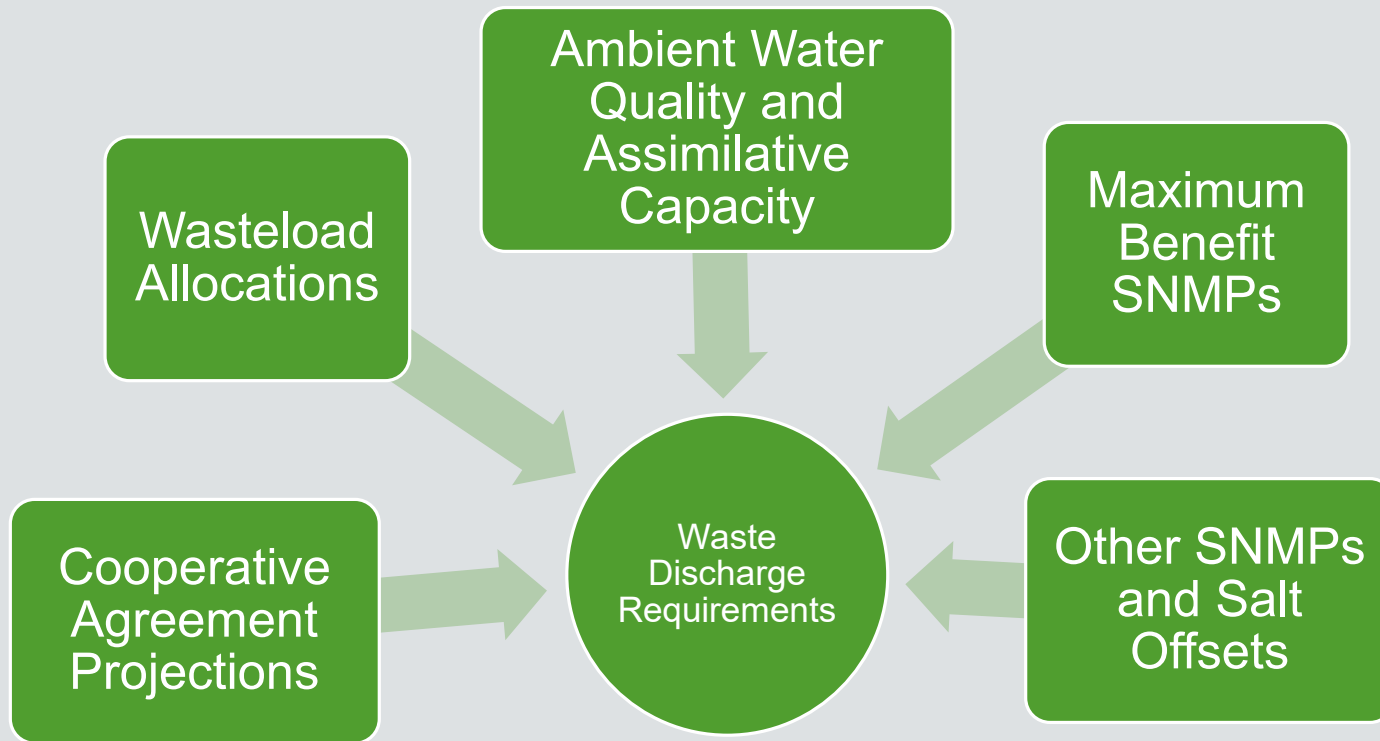 Ambient Water
Quality and
Assimilative
Capacity
Wasteload
Allocations
Maximum
Benefit
SNMPs
Cooperative
Agreement
Projections
Waste
Discharge
Requirements
Other SNMPs
and Salt
Offsets